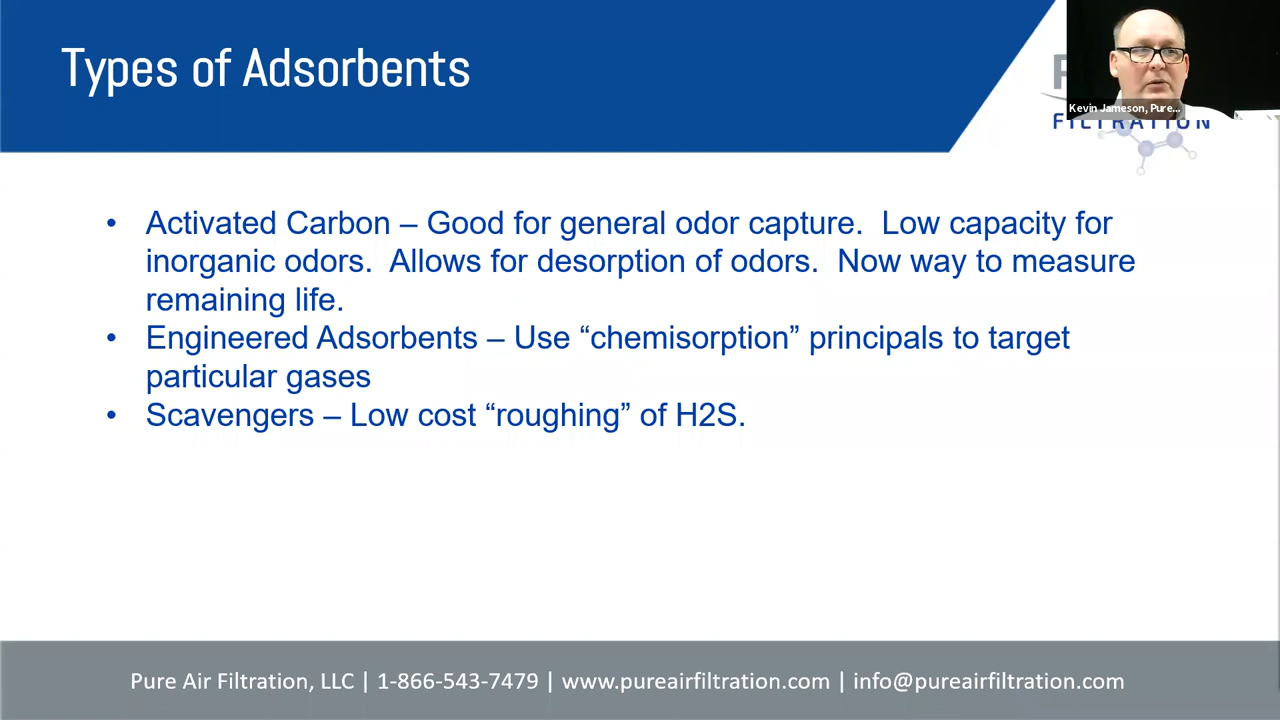 Types of Adsorbents
Kevin Jameson, Pure...
FILTRATION
• Activated Carbon – Good for general odor capture.  Low capacity for
inorganic odors.  Allows for desorption of odors.  Now way to measure
remaining life.
• Engineered Adsorbents – Use “chemisorption” principals to target
particular gases
• Scavengers – Low cost “roughing” of H2S.
Pure Air Filtration, LLC | 1-866-543-7479 | www.pureairfiltration.com | info@pureairfiltration.com